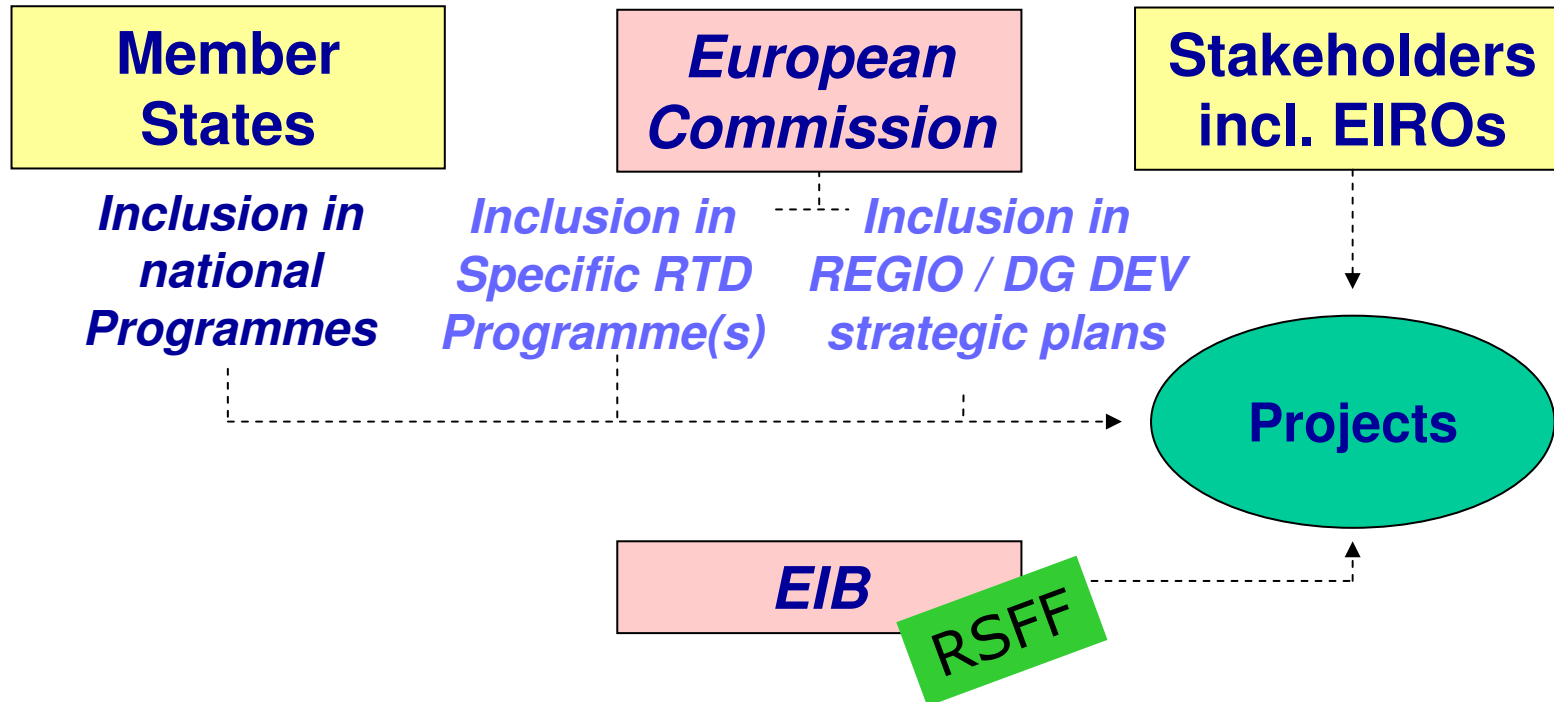 Member
States
European
Commission
Stakeholders
incl. EIROs
Inclusion in
national
Programmes
Inclusion in
Specific RTD
Programme(s)
Inclusion in
REGIO / DG DEV
strategic plans
Projects
EIB
RSFF